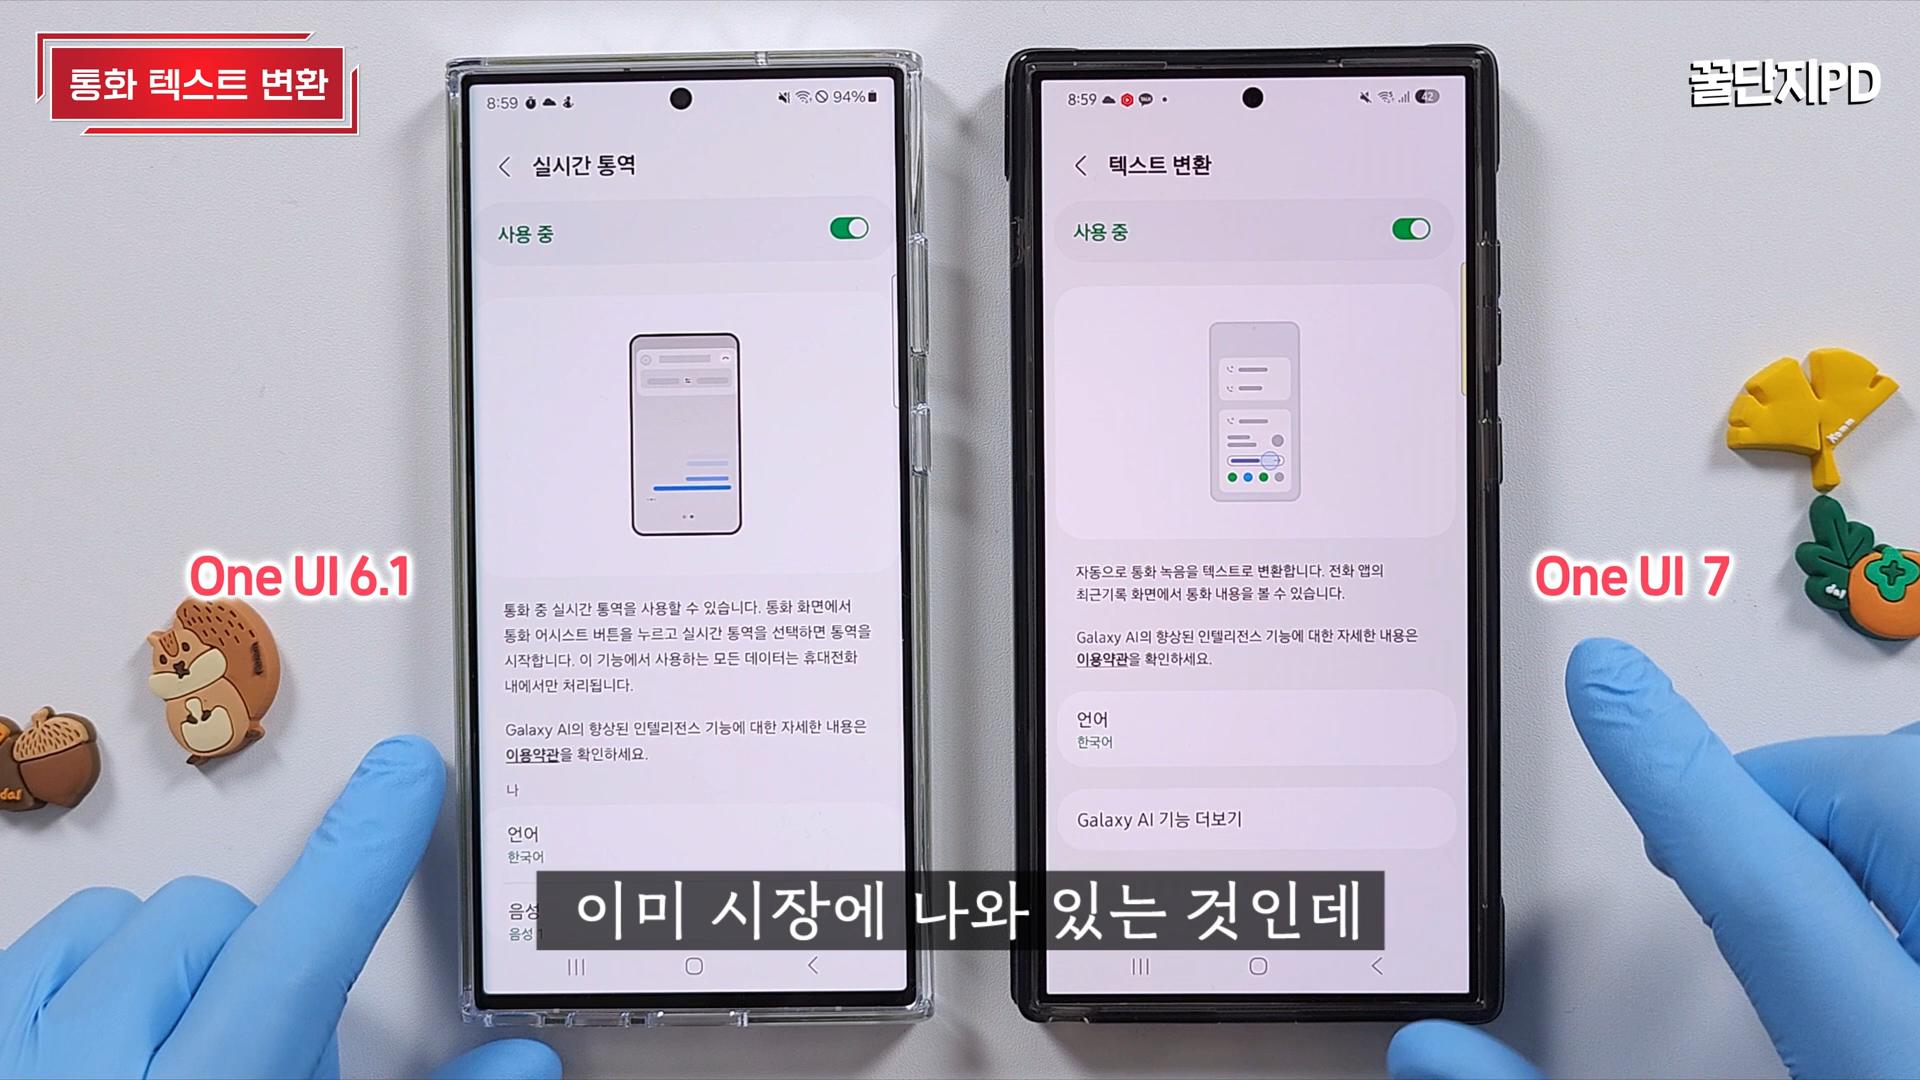 통화 텍스트 변환
꿀단지PD
8:59
94%
실시간 통역
사용 중
통화 중 실시간 통역을 사용할 수 있습니다. 통화 화면에서
통화 어시스트 버튼을 누르고 실시간 통역을 선택하면 통역을
시작합니다. 이 기능에서 사용하는 모든 데이터는 휴대전화
내에서만 처리됩니다.
Galaxy AI의 향상된 인텔리전스 기능에 대한 자세한 내용은
이용약관을 확인하세요.
나
언어
한국어
음성
음성 1
One UI 6.1
8:59
42
텍스트 변환
사용 중
자동으로 통화 녹음을 텍스트로 변환합니다. 전화 앱의
최근기록 화면에서 통화 내용을 볼 수 있습니다.
Galaxy AI의 향상된 인텔리전스 기능에 대한 자세한 내용은
이용약관을 확인하세요.
언어
한국어
Galaxy AI 기능 더보기
One UI 7
이미 시장에 나와 있는 것인데